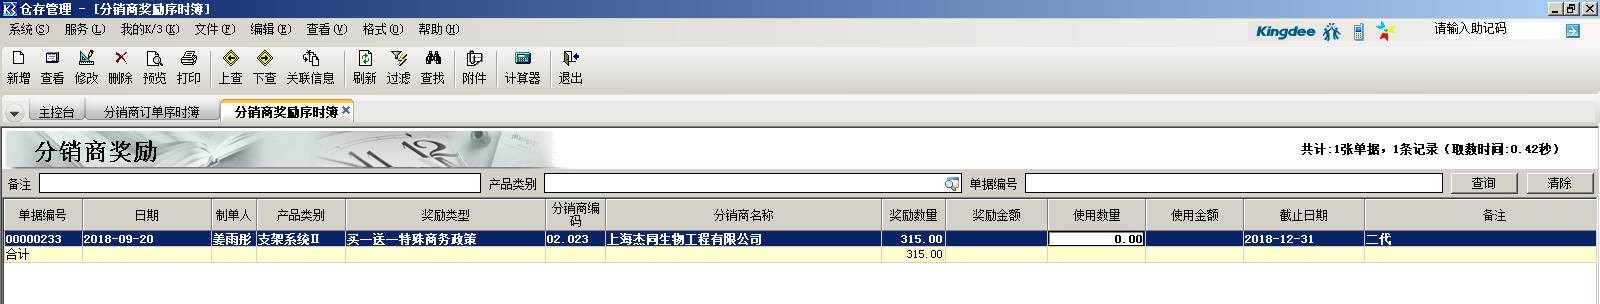 仓存管理 - [分销商奖励序时簿]
系统(S) 服务(L) 我的K/3(K) 文件(F) 编辑(E) 查看(V) 格式(O) 帮助(H) Kingdee 请输入助记码
新增 查看 修改 删除 预览 打印 上查 下查 关联信息 刷新 过滤 查找 附件 计算器 退出
主控台 分销商订单序时簿 分销商奖励序时簿
分销商奖励 共计:1张单据，1条记录（取数时间:0.42秒）
备注 产品类别 单据编号 查询 清除
单据编号 日期 制单人 产品类别 奖励类型 分销商编码 分销商名称 奖励数量 奖励金额 使用数量 使用金额 截止日期 备注
00000233 2018-09-20 姜雨彤 支架系统II 买一送一特殊商务政策 02.023 上海杰同生物工程有限公司 315.00 0.00 2018-12-31 二代
合计 315.00